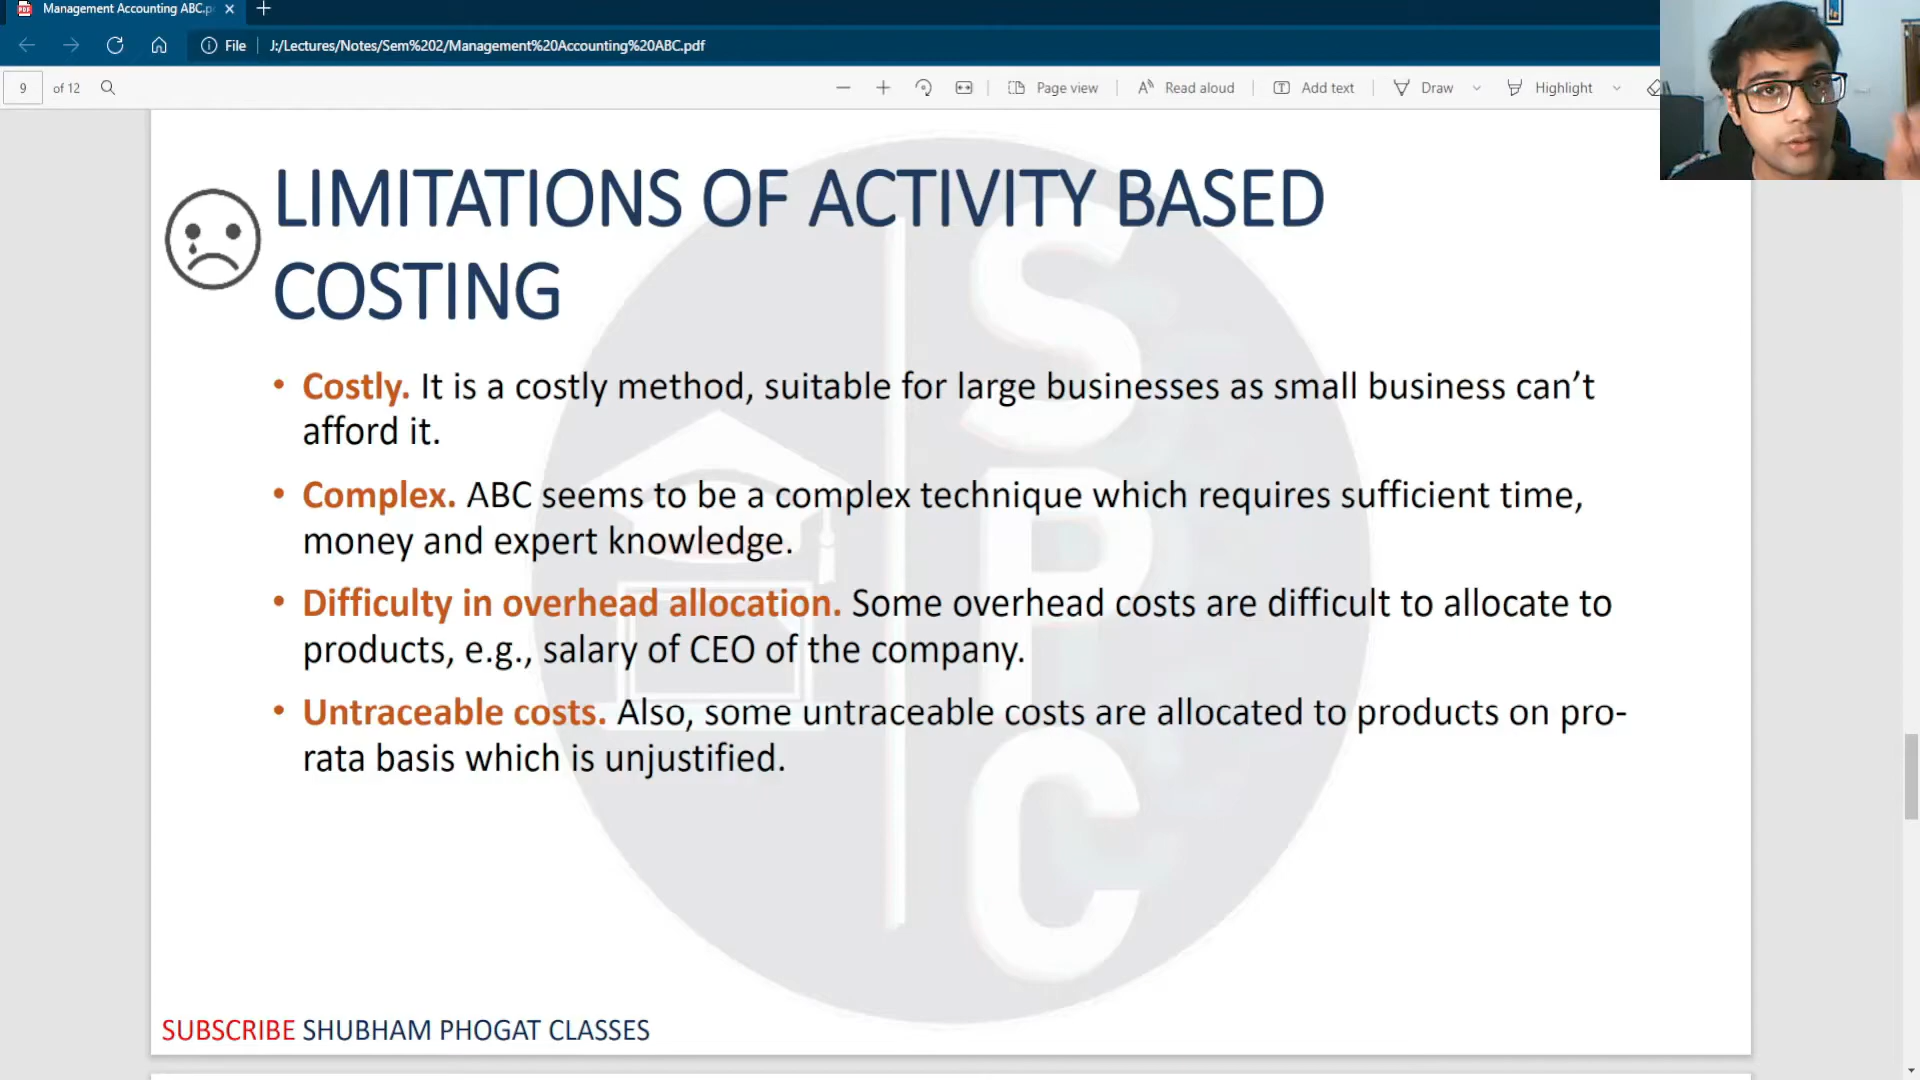 Management Accounting ABC.p
File
J:/Lectures/Notes/Sem%202/Management%20Accounting%20ABC.pdf
9 of 12
Page view
Read aloud
Add text
Draw
Highlight
LIMITATIONS OF ACTIVITY BASED
COSTING
• Costly. It is a costly method, suitable for large businesses as small business can’t
afford it.
• Complex. ABC seems to be a complex technique which requires sufficient time,
money and expert knowledge.
• Difficulty in overhead allocation. Some overhead costs are difficult to allocate to
products, e.g., salary of CEO of the company.
• Untraceable costs. Also, some untraceable costs are allocated to products on pro-
rata basis which is unjustified.
S
P
C
SUBSCRIBE SHUBHAM PHOGAT CLASSES